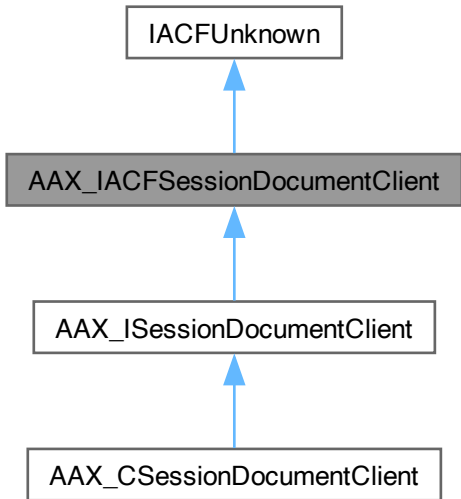 IACFUnknown
AAX_IACFSessionDocumentClient
AAX_ISessionDocumentClient
AAX_CSessionDocumentClient